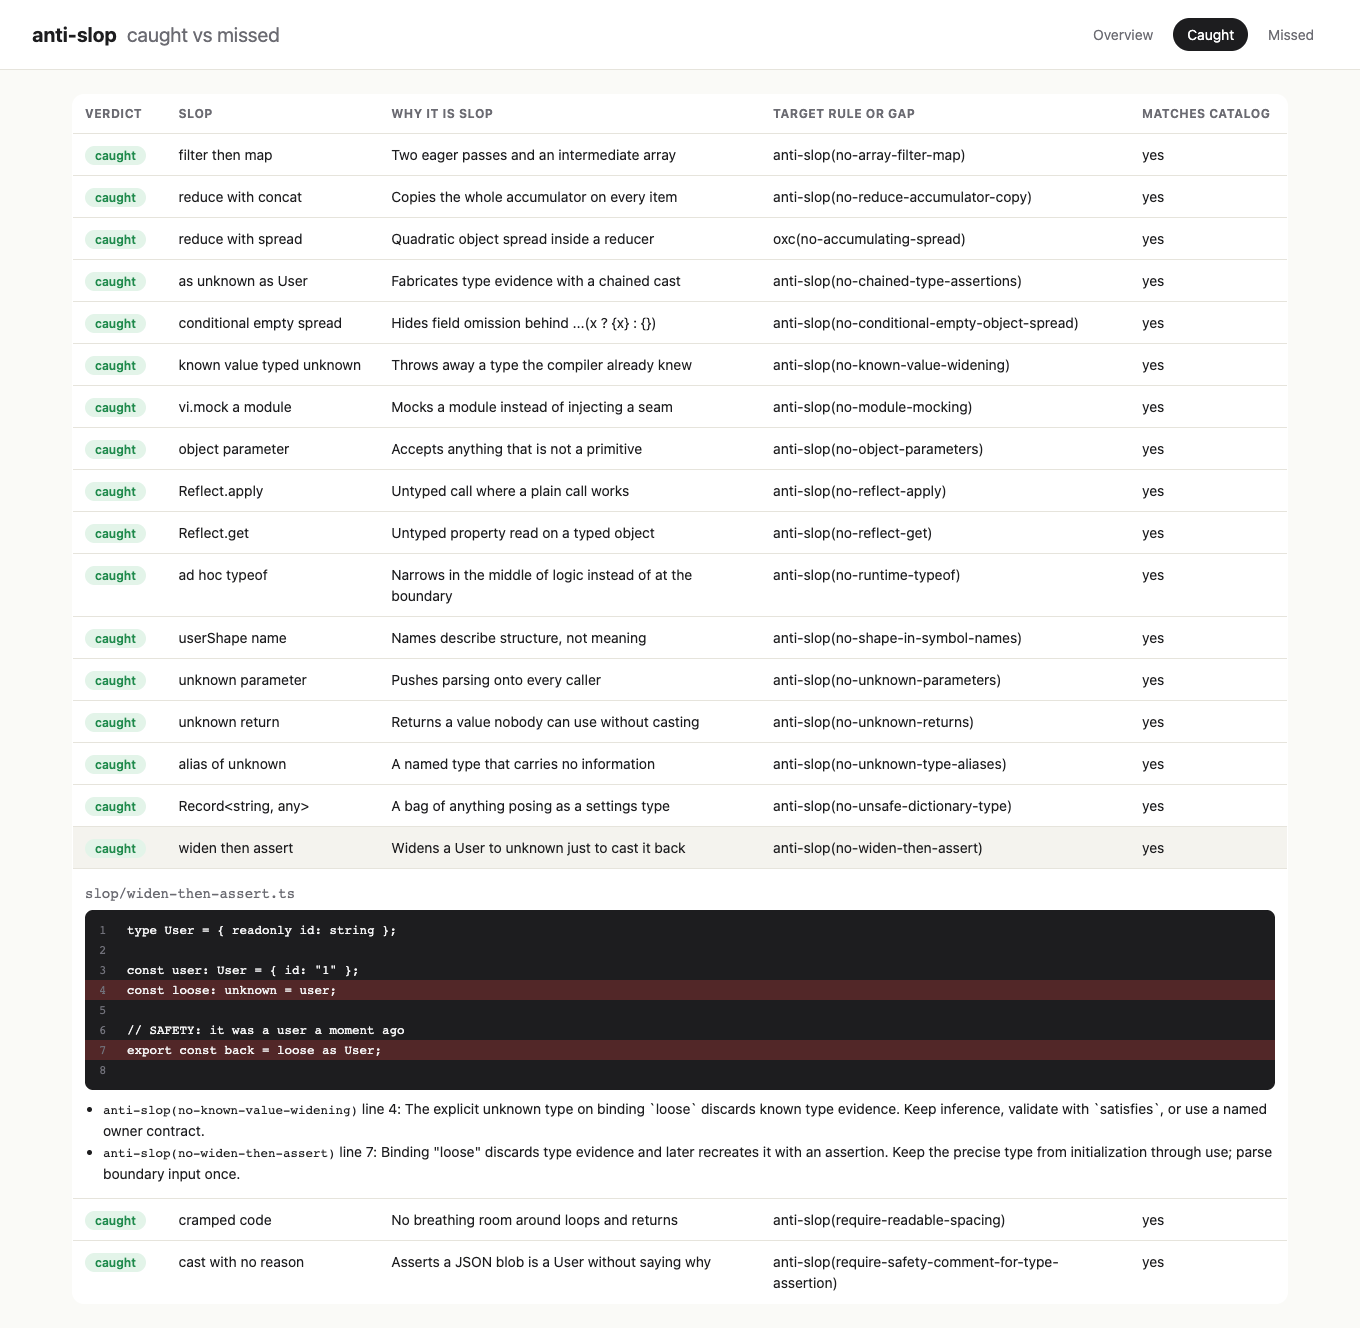 anti-slop caught vs missed
Overview Caught Missed
VERDICT SLOP WHY IT IS SLOP TARGET RULE OR GAP MATCHES CATALOG
caught filter then map Two eager passes and an intermediate array anti-slop(no-array-filter-map) yes
caught reduce with concat Copies the whole accumulator on every item anti-slop(no-reduce-accumulator-copy) yes
caught reduce with spread Quadratic object spread inside a reducer oxc(no-accumulating-spread) yes
caught as unknown as User Fabricates type evidence with a chained cast anti-slop(no-chained-type-assertions) yes
caught conditional empty spread Hides field omission behind ...(x ? {x} : {}) anti-slop(no-conditional-empty-object-spread) yes
caught known value typed unknown Throws away a type the compiler already knew anti-slop(no-known-value-widening) yes
caught vi.mock a module Mocks a module instead of injecting a seam anti-slop(no-module-mocking) yes
caught object parameter Accepts anything that is not a primitive anti-slop(no-object-parameters) yes
caught Reflect.apply Untyped call where a plain call works anti-slop(no-reflect-apply) yes
caught Reflect.get Untyped property read on a typed object anti-slop(no-reflect-get) yes
caught ad hoc typeof Narrows in the middle of logic instead of at the anti-slop(no-runtime-typeof) yes
boundary
caught userShape name Names describe structure, not meaning anti-slop(no-shape-in-symbol-names) yes
caught unknown parameter Pushes parsing onto every caller anti-slop(no-unknown-parameters) yes
caught unknown return Returns a value nobody can use without casting anti-slop(no-unknown-returns) yes
caught alias of unknown A named type that carries no information anti-slop(no-unknown-type-aliases) yes
caught Record<string, any> A bag of anything posing as a settings type anti-slop(no-unsafe-dictionary-type) yes
caught widen then assert Widens a User to unknown just to cast it back anti-slop(no-widen-then-assert) yes
slop/widen-then-assert.ts
1 type User = { readonly id: string };
2
3 const user: User = { id: "1" };
4 const loose: unknown = user;
5
6 // SAFETY: it was a user a moment ago
7 export const back = loose as User;
8
• anti-slop(no-known-value-widening) line 4: The explicit unknown type on binding `loose` discards known type evidence. Keep inference, validate with `satisfies`, or use a named
owner contract.
• anti-slop(no-widen-then-assert) line 7: Binding "loose" discards type evidence and later recreates it with an assertion. Keep the precise type from initialization through use; parse
boundary input once.
caught cramped code No breathing room around loops and returns anti-slop(require-readable-spacing) yes
caught cast with no reason Asserts a JSON blob is a User without saying why anti-slop(require-safety-comment-for-type- yes
assertion)